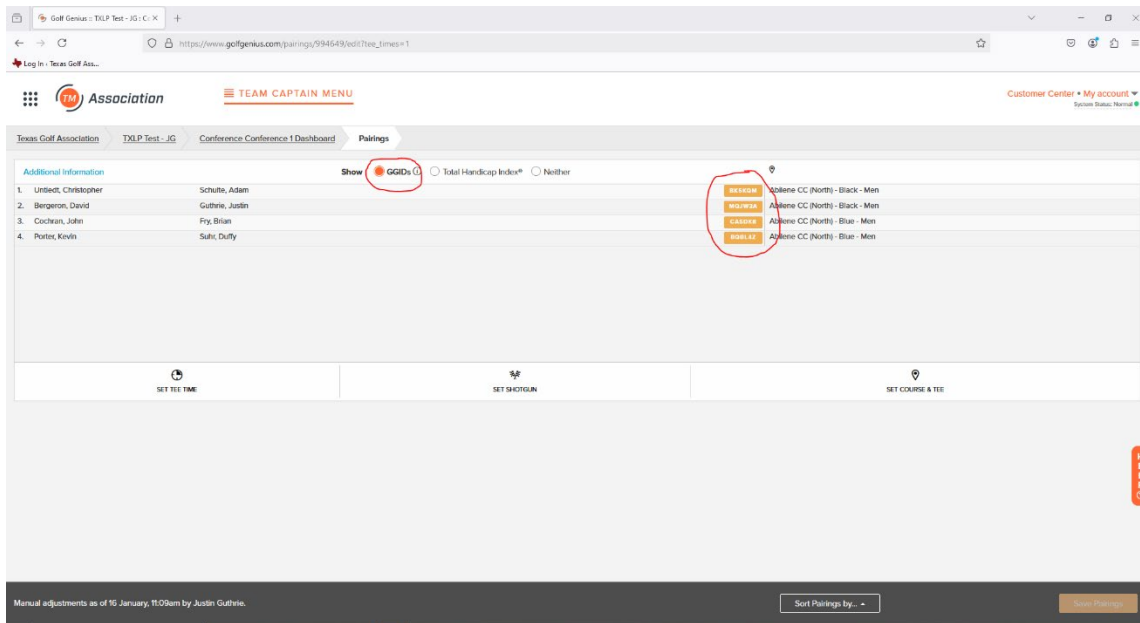 Golf Genius :: TXLP Test - JG : Co
https://www.golfgenius.com/pairings/994649/edit?tee_times=1
Log In ‹ Texas Golf Ass...
TM Association
TEAM CAPTAIN MENU
Customer Center • My account
System Status: Normal
Texas Golf Association TXLP Test - JG Conference Conference 1 Dashboard Pairings
Additional Information Show GGIDs Total Handicap Index® Neither
1. Untiedt, Christopher Schulte, Adam Abilene CC (North) - Black - Men
2. Bergeron, David Guthrie, Justin Abilene CC (North) - Black - Men
3. Cochran, John Fry, Brian Abilene CC (North) - Blue - Men
4. Porter, Kevin Suhr, Duffy Abilene CC (North) - Blue - Men
SET TEE TIME SET SHOTGUN SET COURSE & TEE
Manual adjustments as of 16 January, 11:09am by Justin Guthrie. Sort Pairings by... Save Pairings